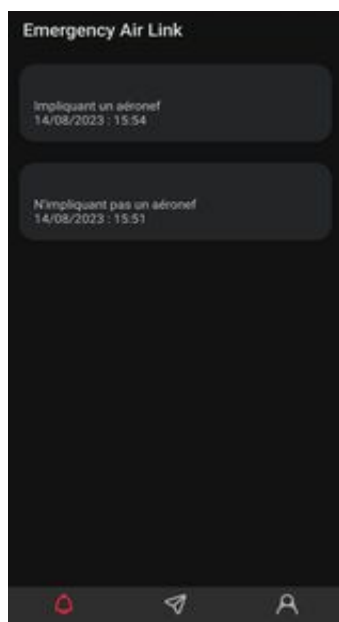 Emergency Air Link
Impliquant un aéronef
14/08/2023 : 15:54
N'impliquant pas un aéronef
14/08/2023 : 15:51